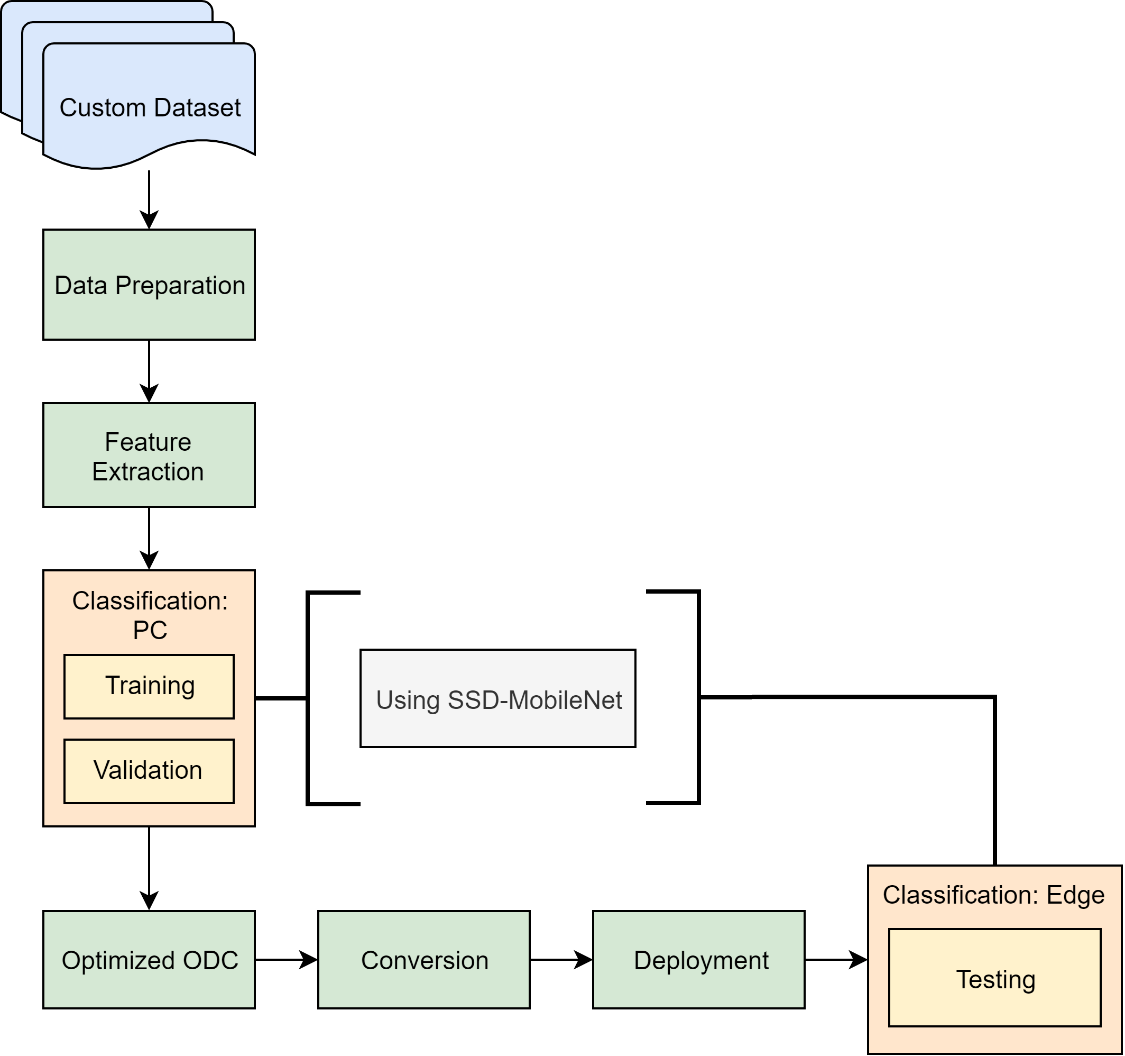 Custom Dataset
Data Preparation
Feature
Extraction
Classification:
PC
Training
Validation
Using SSD-MobileNet
Optimized ODC
Conversion
Deployment
Classification: Edge
Testing